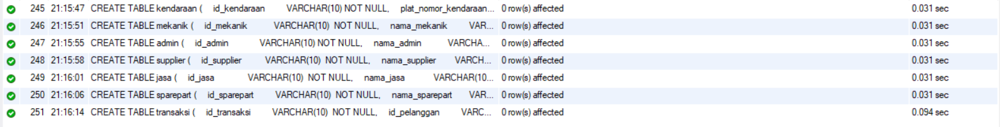 245 21:15:47 CREATE TABLE kendaraan ( id_kendaraan VARCHAR(10) NOT NULL, plat_nomor_kendaraan... 0 row(s) affected 0.031 sec
246 21:15:51 CREATE TABLE mekanik ( id_mekanik VARCHAR(10) NOT NULL, nama_mekanik VAR... 0 row(s) affected 0.031 sec
247 21:15:55 CREATE TABLE admin ( id_admin VARCHAR(10) NOT NULL, nama_admin VARCHA... 0 row(s) affected 0.031 sec
248 21:15:58 CREATE TABLE supplier ( id_supplier VARCHAR(10) NOT NULL, nama_supplier VARCH... 0 row(s) affected 0.031 sec
249 21:16:01 CREATE TABLE jasa ( id_jasa VARCHAR(10) NOT NULL, nama_jasa VARCHAR(10... 0 row(s) affected 0.031 sec
250 21:16:06 CREATE TABLE sparepart ( id_sparepart VARCHAR(10) NOT NULL, nama_sparepart VAR... 0 row(s) affected 0.031 sec
251 21:16:14 CREATE TABLE transaksi ( id_transaksi VARCHAR(10) NOT NULL, id_pelanggan VARC... 0 row(s) affected 0.094 sec